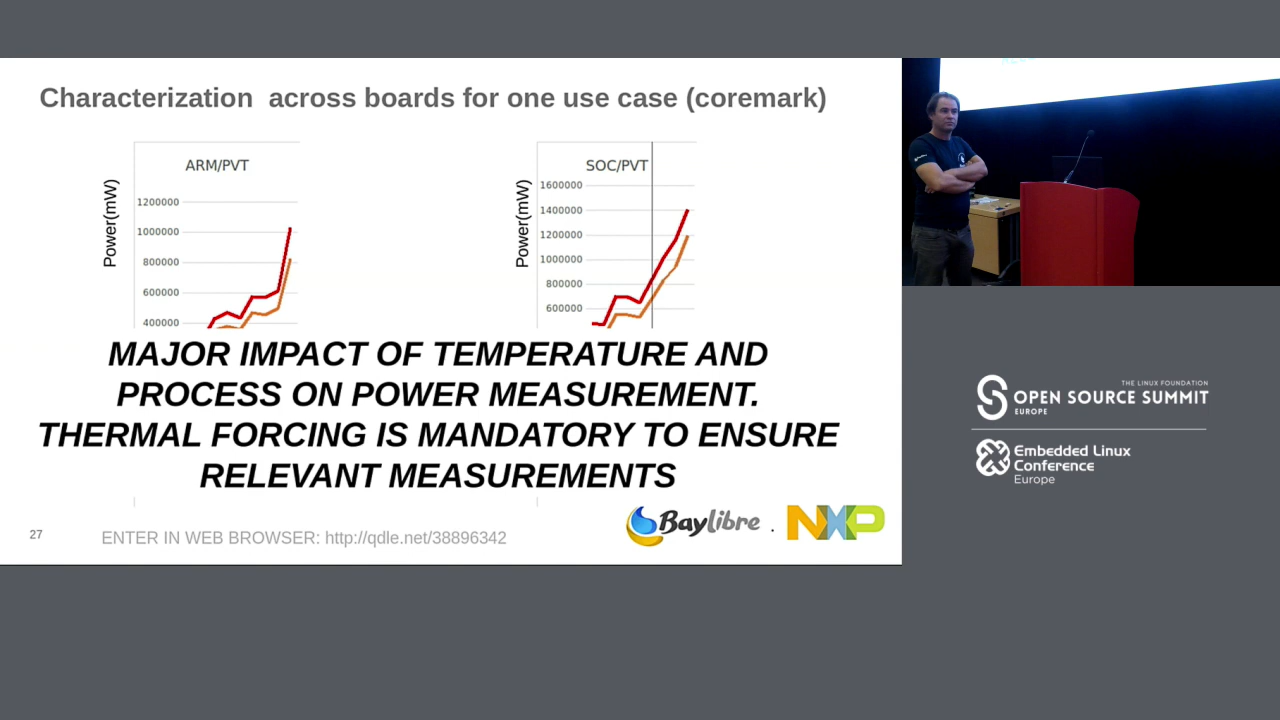 Characterization across boards for one use case (coremark)
ARM/PVT
Power(mW)
1200000
1000000
800000
600000
400000
SOC/PVT
Power(mW)
1600000
1400000
1200000
1000000
800000
600000
MAJOR IMPACT OF TEMPERATURE AND
PROCESS ON POWER MEASUREMENT.
THERMAL FORCING IS MANDATORY TO ENSURE
RELEVANT MEASUREMENTS
27
ENTER IN WEB BROWSER: http://qdle.net/38896342
Baylibre . NXP
THE LINUX FOUNDATION
OPEN SOURCE SUMMIT
EUROPE
Embedded Linux
Conference
Europe